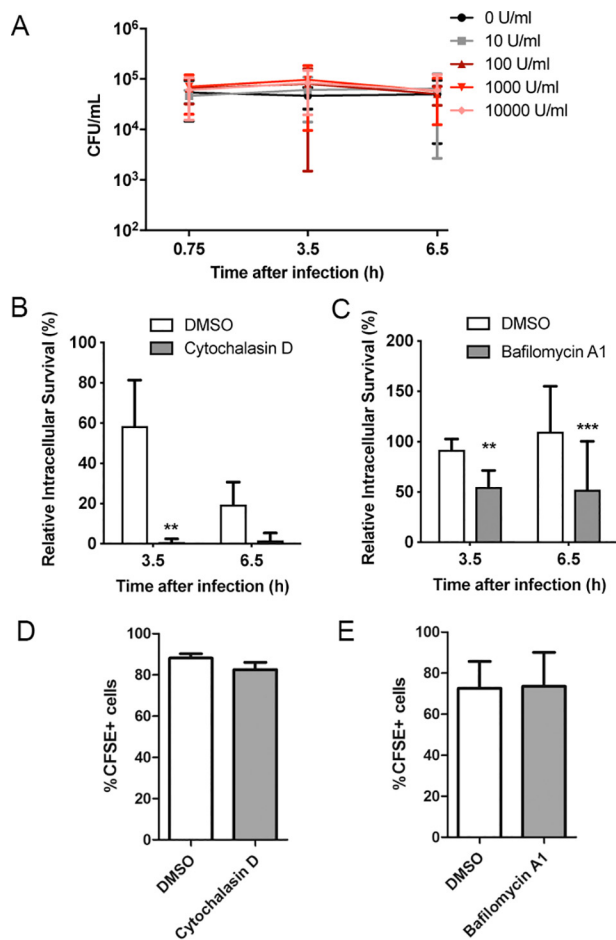 A
CFU/mL
10⁶
10⁵
10⁴
10³
10²
0.75
3.5
6.5
Time after infection (h)
0 U/ml
10 U/ml
100 U/ml
1000 U/ml
10000 U/ml
B
Relative Intracellular Survival (%)
100
80
60
40
20
0
DMSO
Cytochalasin D
**
3.5
6.5
Time after infection (h)
C
Relative Intracellular Survival (%)
200
150
100
50
0
DMSO
Bafilomycin A1
**
***
3.5
6.5
Time after infection (h)
D
%CFSE+ cells
100
80
60
40
20
0
DMSO
Cytochalasin D
E
%CFSE+ cells
100
80
60
40
20
0
DMSO
Bafilomycin A1